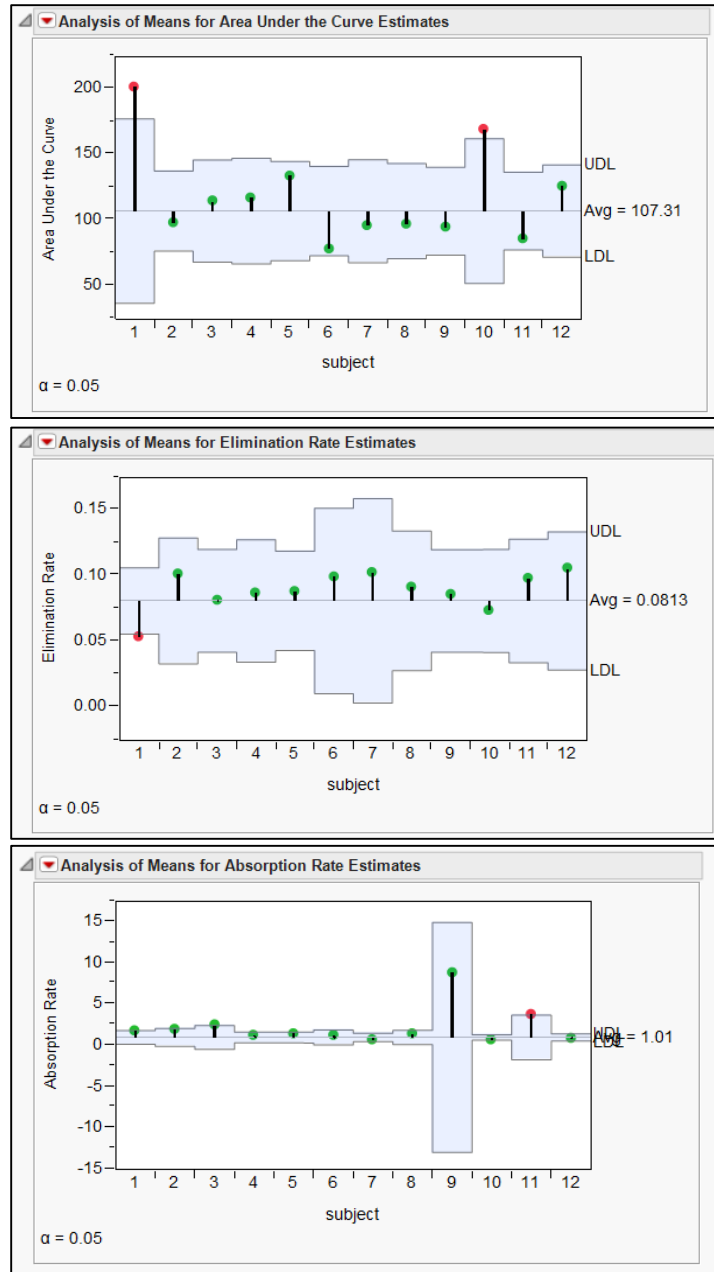 Analysis of Means for Area Under the Curve Estimates
Area Under the Curve
200
150
100
50
UDL
Avg = 107.31
LDL
1 2 3 4 5 6 7 8 9 10 11 12
subject
α = 0.05
Analysis of Means for Elimination Rate Estimates
Elimination Rate
0.15
0.10
0.05
0.00
UDL
Avg = 0.0813
LDL
1 2 3 4 5 6 7 8 9 10 11 12
subject
α = 0.05
Analysis of Means for Absorption Rate Estimates
Absorption Rate
15
10
5
0
-5
-10
-15
UDL
Avg = 1.01
LDL
1 2 3 4 5 6 7 8 9 10 11 12
subject
α = 0.05